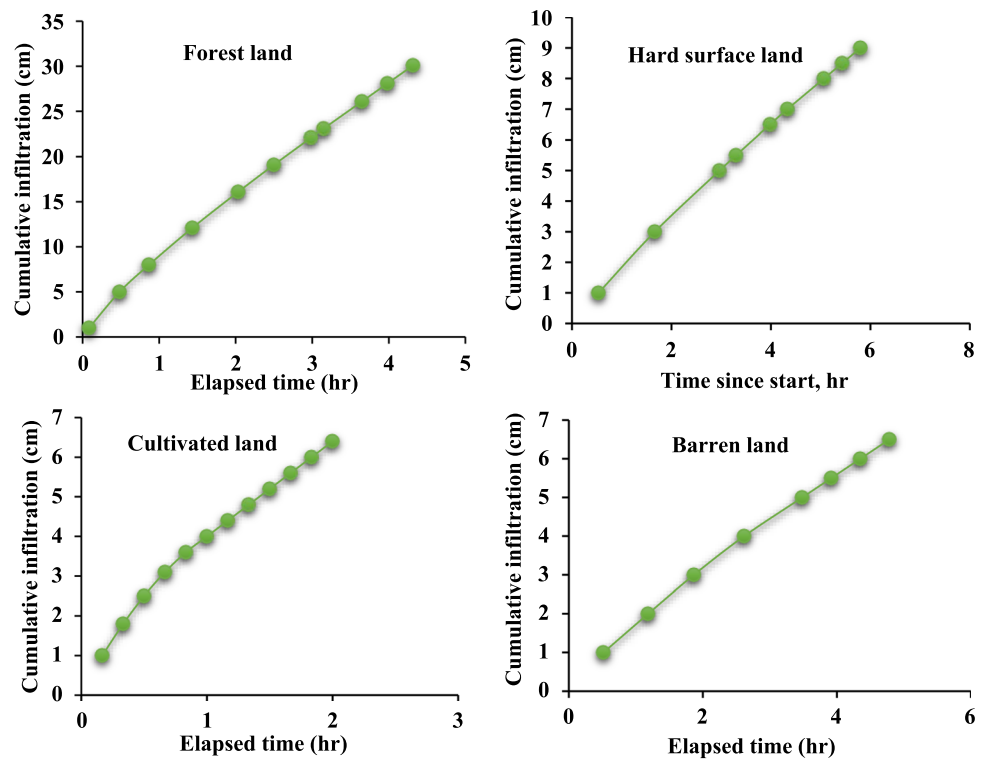 Forest land
Cumulative infiltration (cm)
35
30
25
20
15
10
5
0
0 1 2 3 4 5
Elapsed time (hr)
Hard surface land
Cumulative infiltration (cm)
10
9
8
7
6
5
4
3
2
1
0
0 2 4 6 8
Time since start, hr
Cultivated land
Cumulative infiltration (cm)
7
6
5
4
3
2
1
0
0 1 2 3
Elapsed time (hr)
Barren land
Cumulative infiltration (cm)
7
6
5
4
3
2
1
0
0 2 4 6
Elapsed time (hr)